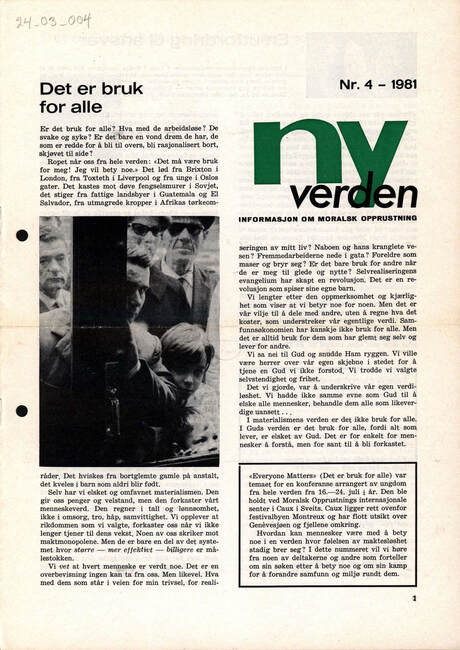 24-03-004
Det er bruk
for alle
Nr. 4 – 1981
ny
verden
INFORMASJON OM MORALSK OPPRUSTNING
Er det bruk for alle? Hva med de arbeidsløse? De
svake og syke? Er det bare en vond drøm de har, de
som er redde for å bli til overs, bli rasjonalisert bort,
skjøvet til side?
Ropet når oss fra hele verden: «Det må være bruk
for meg! Jeg vil bety noe.» Det lød fra Brixton i
London, fra Toxteth i Liverpool og fra unge i Oslos
gater. Det kastes mot døve fengselsmurer i Sovjet,
det stiger fra fattige landsbyer i Guatemala og El
Salvador, fra utmagrede kropper i Afrikas tørkeom-
råder. Det hviskes fra bortglemte gamle på anstalt,
det kveles i barn som aldri blir født.
Selv har vi elsket og omfavnet materialismen. Den
gir oss penger og velstand, men den forkaster vårt
menneskeverd. Den regner i tall og lønnsomhet,
ikke i omsorg, tro, håp, samvittighet. Vi opplever at
rikdommen som vi valgte, forkaster oss når vi ikke
lenger tjener til dens vekst. Noen av oss skriker mot
maktmonopolene. Men de er bare en del av det syste-
met hvor større — mer effektivt — billigere er må-
lestokken.
Vi vet at hvert menneske er verdt noe. Det er en
overbevisning ingen kan ta fra oss. Men likevel. Hva
med dem som står i veien for min trivsel, for reali-
seringen av mitt liv? Naboen og hans kranglete ve-
sen? Fremmedarbeiderne nede i gata? Foreldre som
maser og bryr seg? Er det bare bruk for andre når
de er meg til glede og nytte? Selvrealiseringens
evangelium har skapt en revolusjon. Det er en re-
volusjon som spiser sine egne barn.
Vi lengter etter den oppmerksomhet og kjærlig-
het som viser at vi betyr noe for noen. Men det er
vår vilje til å dele med andre, uten å regne hva det
koster, som understreker vår egentlige verdi. Sam-
funnsøkonomien har kanskje ikke bruk for alle. Men
det er alltid bruk for dem som har glemt seg selv og
lever for andre.
Vi sa nei til Gud og snudde Ham ryggen. Vi ville
være herrer over vår egen skjebne i stedet for å
tjene en Gud vi ikke forstod. Vi trodde vi valgte
selvstendighet og frihet.
Det vi gjorde, var å underskrive vår egen verdi-
løshet. Vi hadde ikke samme evne som Gud til å
elske alle mennesker, behandle dem alle som likever-
dige uansett . . .
I materialismens verden er det ikke bruk for alle.
I Guds verden er det bruk for alle, fordi alt som
lever, er elsket av Gud. Det er for enkelt for men-
nesker å forstå, men for sant til å bli forkastet.
«Everyone Matters» (Det er bruk for alle) var
temaet for en konferanse arrangert av ungdom
fra hele verden fra 16.—24. juli i år. Den ble
holdt ved Moralsk Opprustnings internasjonale
senter i Caux i Sveits. Caux ligger rett ovenfor
festivalbyen Montreux og har flott utsikt over
Genèvesjøen og fjellene omkring.
Hvordan kan mennesker være med å bety
noe i en verden hvor følelsen av maktesløshet
stadig brer seg? I dette nummeret vil vi høre
fra noen av deltakerne og andre som forteller
om sin søken etter å bety noe og om sin kamp
for å forandre samfunn og miljø rundt dem.
1